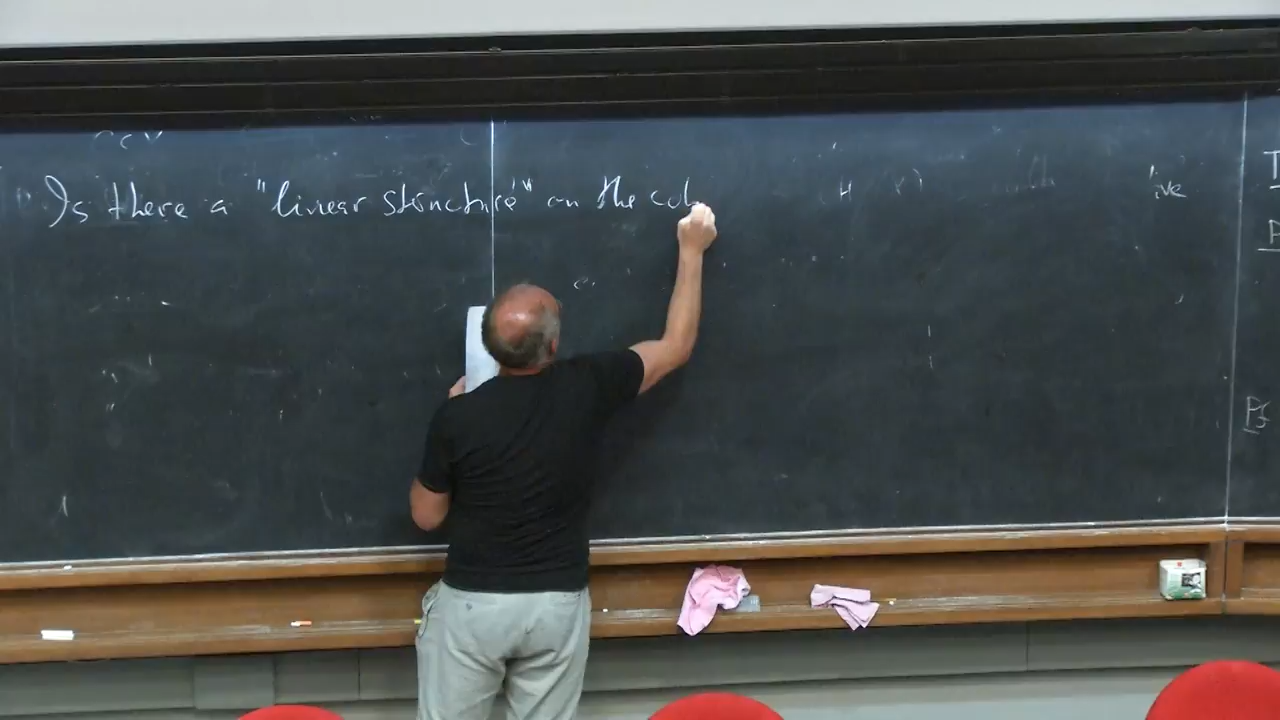 Is there a "linear structure" on the col